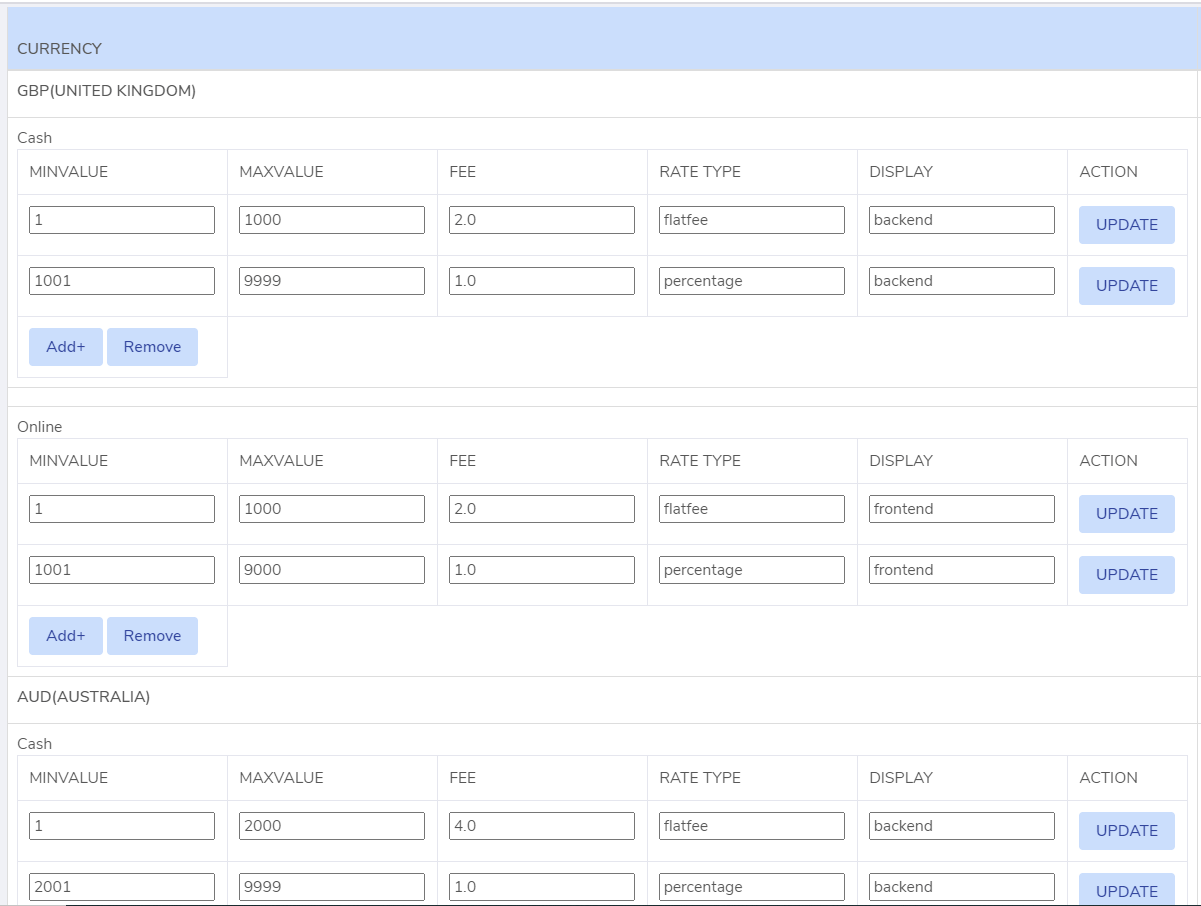 CURRENCY
GBP(UNITED KINGDOM)
Cash
MINVALUE MAXVALUE FEE RATE TYPE DISPLAY ACTION
1 1000 2.0 flatfee backend UPDATE
1001 9999 1.0 percentage backend UPDATE
Add+ Remove
Online
MINVALUE MAXVALUE FEE RATE TYPE DISPLAY ACTION
1 1000 2.0 flatfee frontend UPDATE
1001 9000 1.0 percentage frontend UPDATE
Add+ Remove
AUD(AUSTRALIA)
Cash
MINVALUE MAXVALUE FEE RATE TYPE DISPLAY ACTION
1 2000 4.0 flatfee backend UPDATE
2001 9999 1.0 percentage backend UPDATE